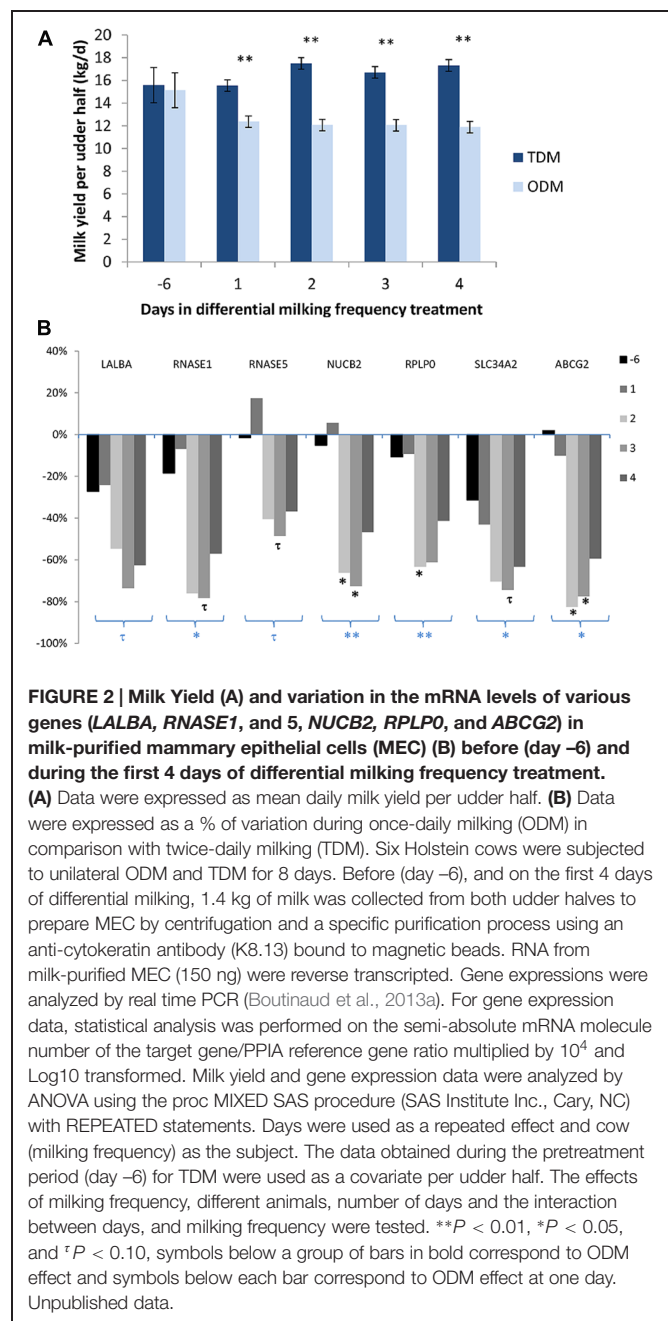 A
Milk yield per udder half (kg/d)
20
18
16
14
12
10
8
6
4
2
0
**
**
**
**
TDM
ODM
-6
1
2
3
4
Days in differential milking frequency treatment
B
40%
20%
0%
-20%
-40%
-60%
-80%
-100%
LALBA RNASE1 RNASE5 NUCB2 RPLP0 SLC34A2 ABCG2
-6
1
2
3
4
τ
τ
*
*
*
τ
*
*
τ * τ ** ** * *
FIGURE 2 | Milk Yield (A) and variation in the mRNA levels of various
genes (LALBA, RNASE1, and 5, NUCB2, RPLP0, and ABCG2) in
milk-purified mammary epithelial cells (MEC) (B) before (day –6) and
during the first 4 days of differential milking frequency treatment.
(A) Data were expressed as mean daily milk yield per udder half. (B) Data
were expressed as a % of variation during once-daily milking (ODM) in
comparison with twice-daily milking (TDM). Six Holstein cows were subjected
to unilateral ODM and TDM for 8 days. Before (day –6), and on the first 4 days
of differential milking, 1.4 kg of milk was collected from both udder halves to
prepare MEC by centrifugation and a specific purification process using an
anti-cytokeratin antibody (K8.13) bound to magnetic beads. RNA from
milk-purified MEC (150 ng) were reverse transcripted. Gene expressions were
analyzed by real time PCR (Boutinaud et al., 2013a). For gene expression
data, statistical analysis was performed on the semi-absolute mRNA molecule
number of the target gene/PPIA reference gene ratio multiplied by 10⁴ and
Log10 transformed. Milk yield and gene expression data were analyzed by
ANOVA using the proc MIXED SAS procedure (SAS Institute Inc., Cary, NC)
with REPEATED statements. Days were used as a repeated effect and cow
(milking frequency) as the subject. The data obtained during the pretreatment
period (day –6) for TDM were used as a covariate per udder half. The effects
of milking frequency, different animals, number of days and the interaction
between days, and milking frequency were tested. **P < 0.01, *P < 0.05,
and τP < 0.10, symbols below a group of bars in bold correspond to ODM
effect and symbols below each bar correspond to ODM effect at one day.
Unpublished data.